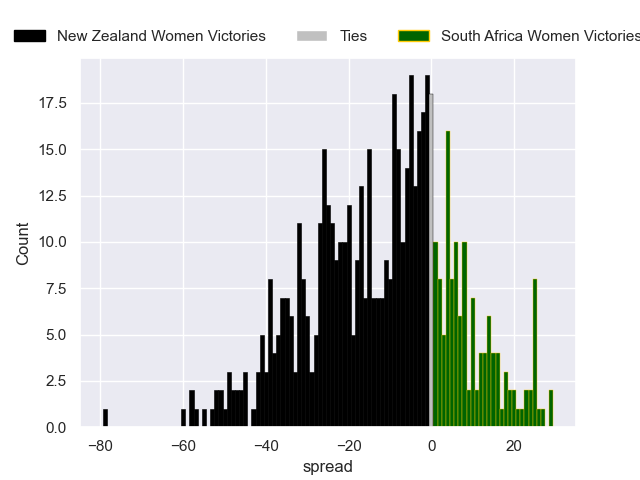 New Zealand Women Victories Ties South Africa Women Victories
17.5
15.0
12.5
10.0
7.5
5.0
2.5
0.0
Count
−80 −60 −40 −20 0 20
spread